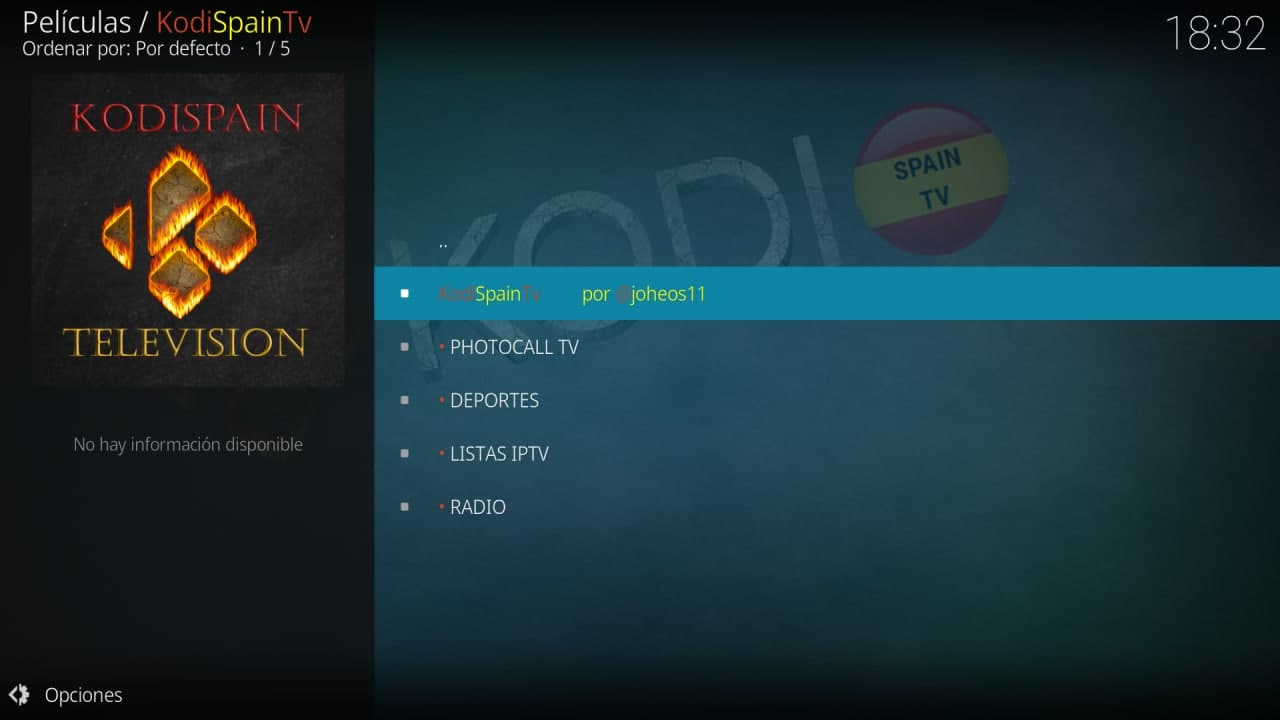 Películas / KodiSpainTv
Ordenar por: Por defecto · 1 / 5
18:32
KODISPAIN
TELEVISION
No hay información disponible
KODI
SPAIN
TV
..
KodiSpainTv por @joheos11
• PHOTOCALL TV
• DEPORTES
• LISTAS IPTV
• RADIO
Opciones